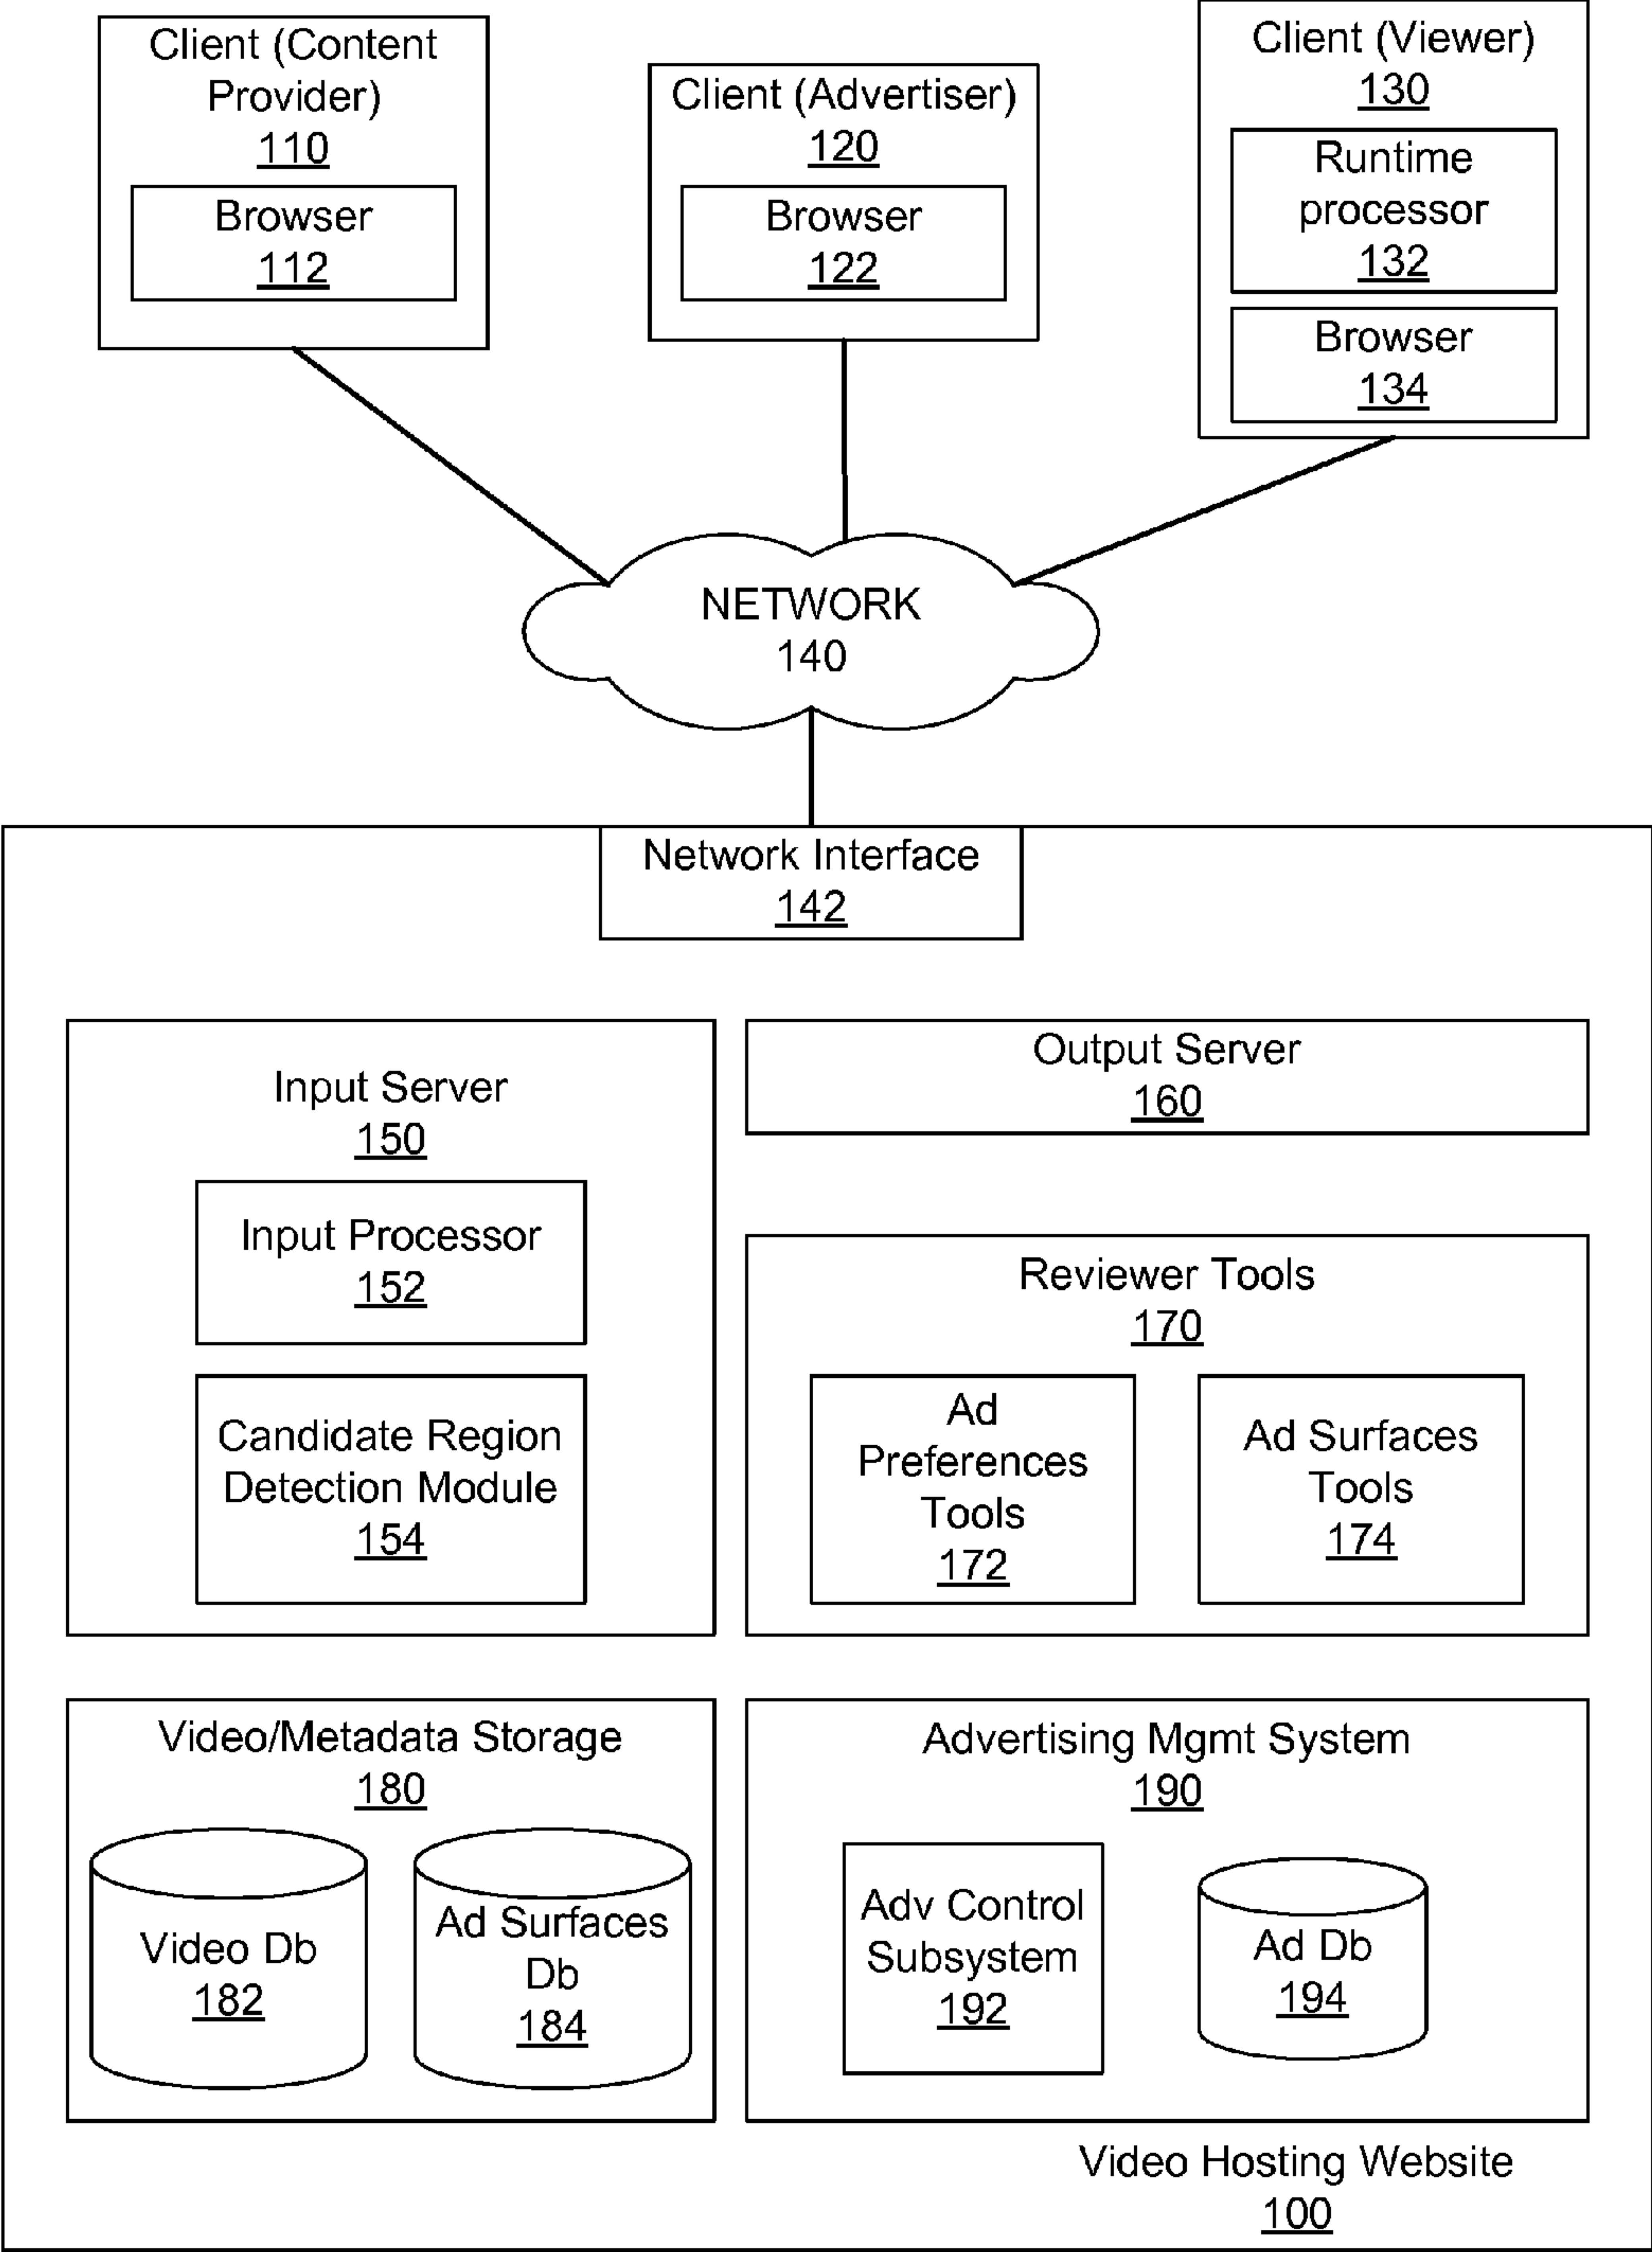 Client (Content
Provider)
110
Browser
112
Client (Advertiser)
120
Browser
122
Client (Viewer)
130
Runtime
processor
132
Browser
134
NETWORK
140
Network Interface
142
Input Server
150
Input Processor
152
Candidate Region
Detection Module
154
Output Server
160
Reviewer Tools
170
Ad
Preferences
Tools
172
Ad Surfaces
Tools
174
Video/Metadata Storage
180
Video Db
182
Ad Surfaces
Db
184
Advertising Mgmt System
190
Adv Control
Subsystem
192
Ad Db
194
Video Hosting Website
100